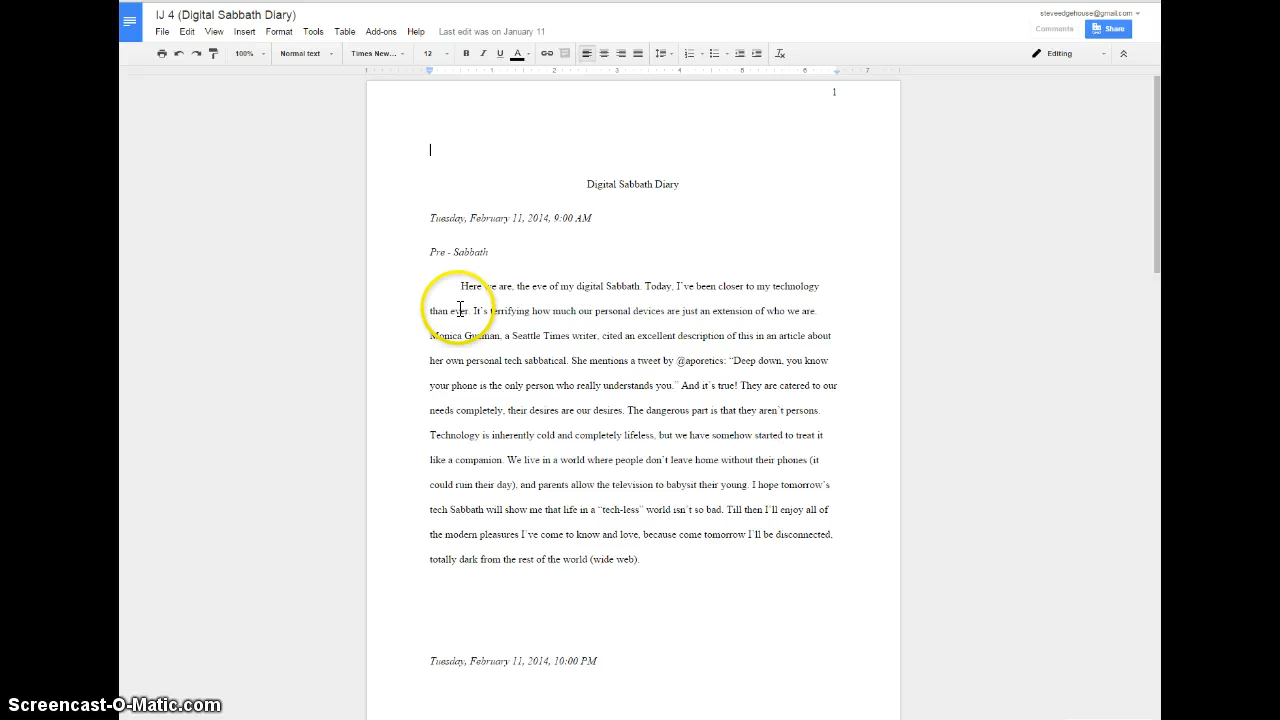 IJ 4 (Digital Sabbath Diary)
steveedgehouse@gmail.com
File Edit View Insert Format Tools Table Add-ons Help Last edit was on January 11
Comments Share
100% Normal text Times New... 12 B I U A Editing
1 1 2 3 4 5 6 7
1
Digital Sabbath Diary
Tuesday, February 11, 2014, 9:00 AM
Pre - Sabbath
Here we are, the eve of my digital Sabbath. Today, I've been closer to my technology
than ever. It's terrifying how much our personal devices are just an extension of who we are.
Monica Guzman, a Seattle Times writer, cited an excellent description of this in an article about
her own personal tech sabbatical. She mentions a tweet by @aporetics: “Deep down, you know
your phone is the only person who really understands you.” And it's true! They are catered to our
needs completely, their desires are our desires. The dangerous part is that they aren't persons.
Technology is inherently cold and completely lifeless, but we have somehow started to treat it
like a companion. We live in a world where people don't leave home without their phones (it
could ruin their day), and parents allow the television to babysit their young. I hope tomorrow's
tech Sabbath will show me that life in a “tech-less” world isn't so bad. Till then I'll enjoy all of
the modern pleasures I've come to know and love, because come tomorrow I'll be disconnected,
totally dark from the rest of the world (wide web).
Tuesday, February 11, 2014, 10:00 PM
Screencast-O-Matic.com